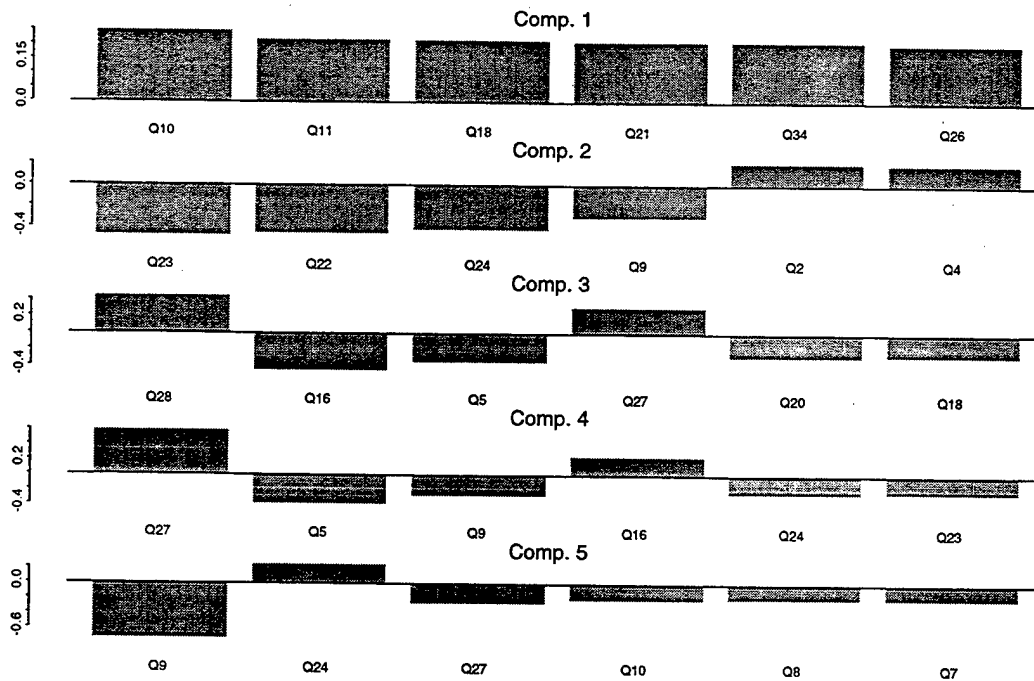 Comp. 1
0.15
0.0
Q10 Q11 Q18 Q21 Q34 Q26
Comp. 2
0.0
-0.4
Q23 Q22 Q24 Q9 Q2 Q4
Comp. 3
0.2
-0.4
Q28 Q16 Q5 Q27 Q20 Q18
Comp. 4
0.2
-0.4
Q27 Q5 Q9 Q16 Q24 Q23
Comp. 5
0.0
-0.6
Q9 Q24 Q27 Q10 Q8 Q7